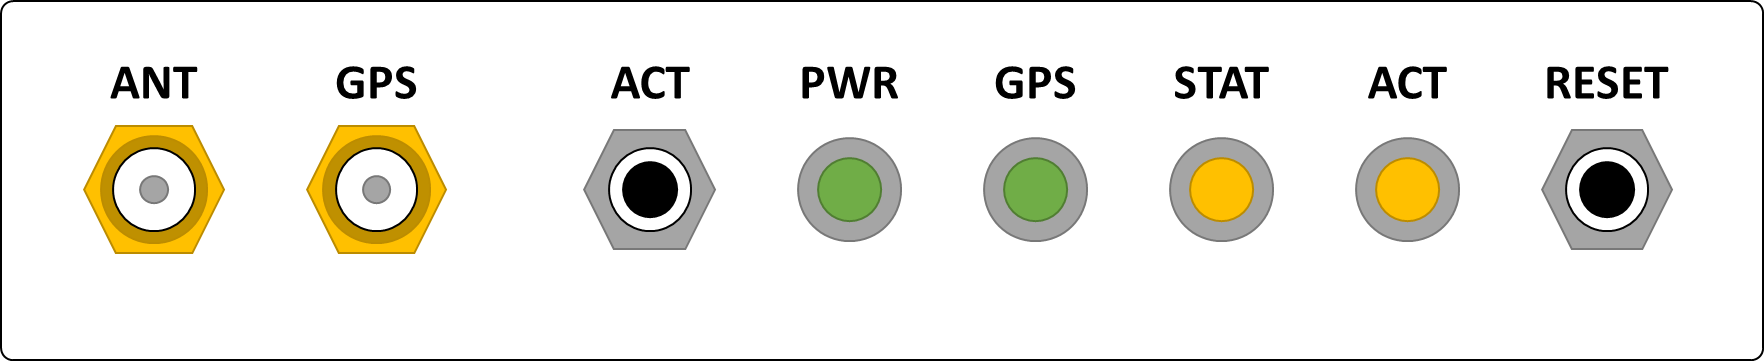 ANT GPS ACT PWR GPS STAT ACT RESET